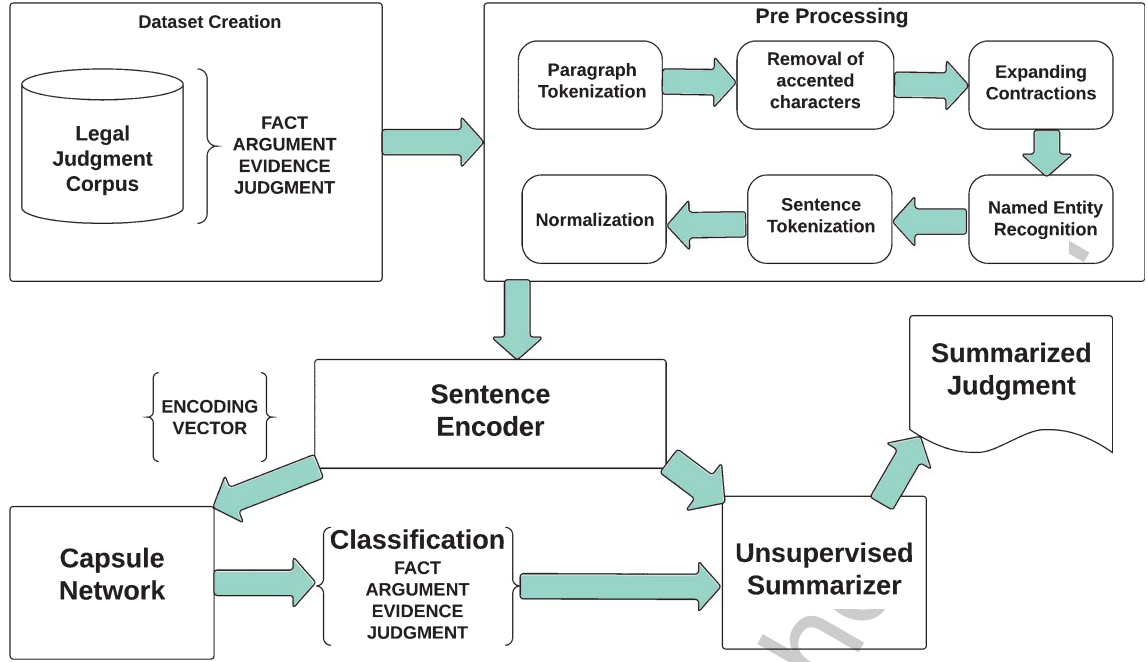 Dataset Creation
Legal
Judgment
Corpus
FACT
ARGUMENT
EVIDENCE
JUDGMENT
Pre Processing
Paragraph
Tokenization
Removal of
accented
characters
Expanding
Contractions
Named Entity
Recognition
Sentence
Tokenization
Normalization
Sentence
Encoder
ENCODING
VECTOR
Capsule
Network
Classification
FACT
ARGUMENT
EVIDENCE
JUDGMENT
Unsupervised
Summarizer
Summarized
Judgment